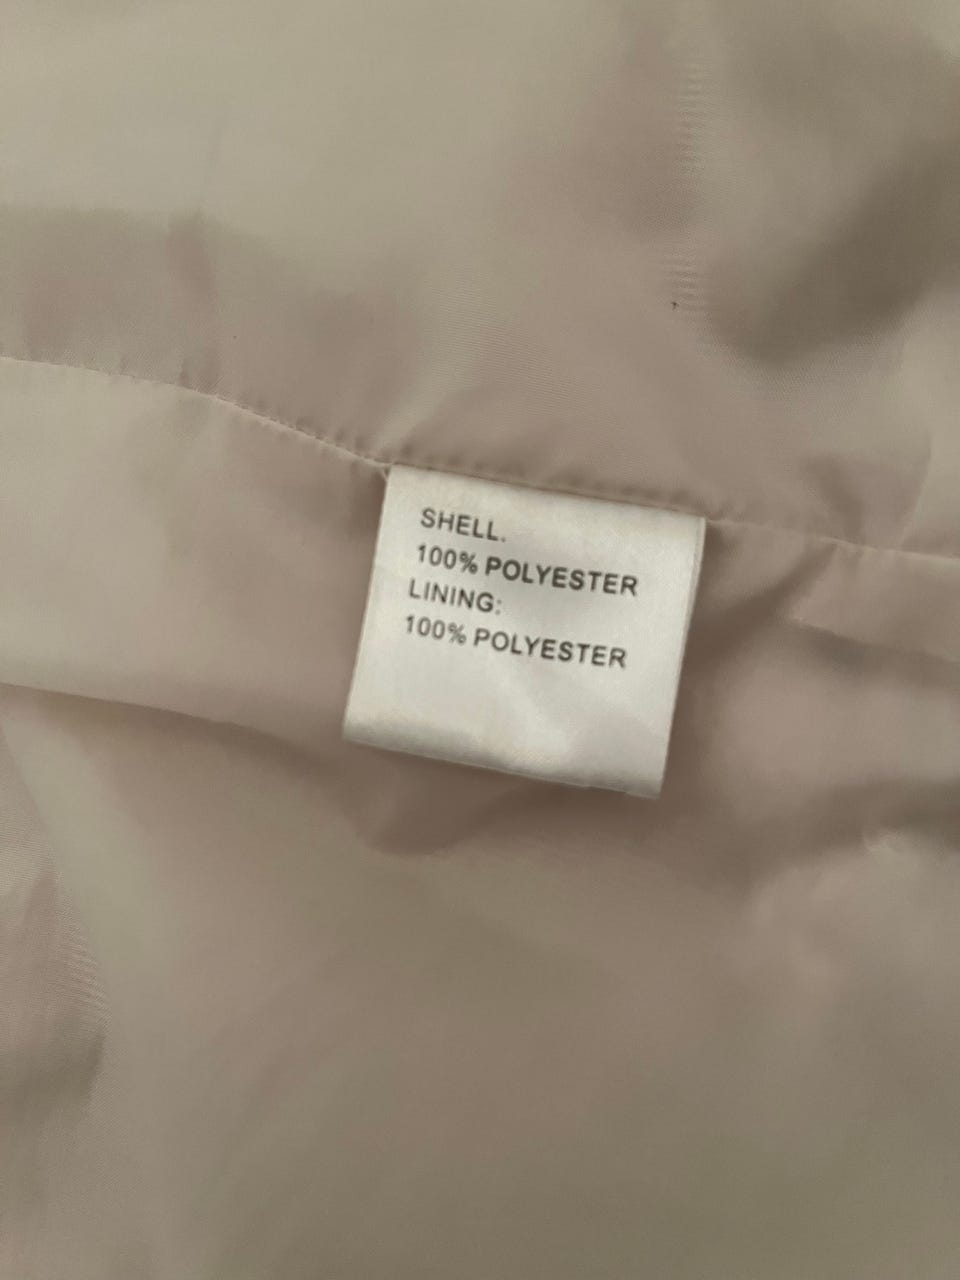 SHELL.
100% POLYESTER
LINING:
100% POLYESTER